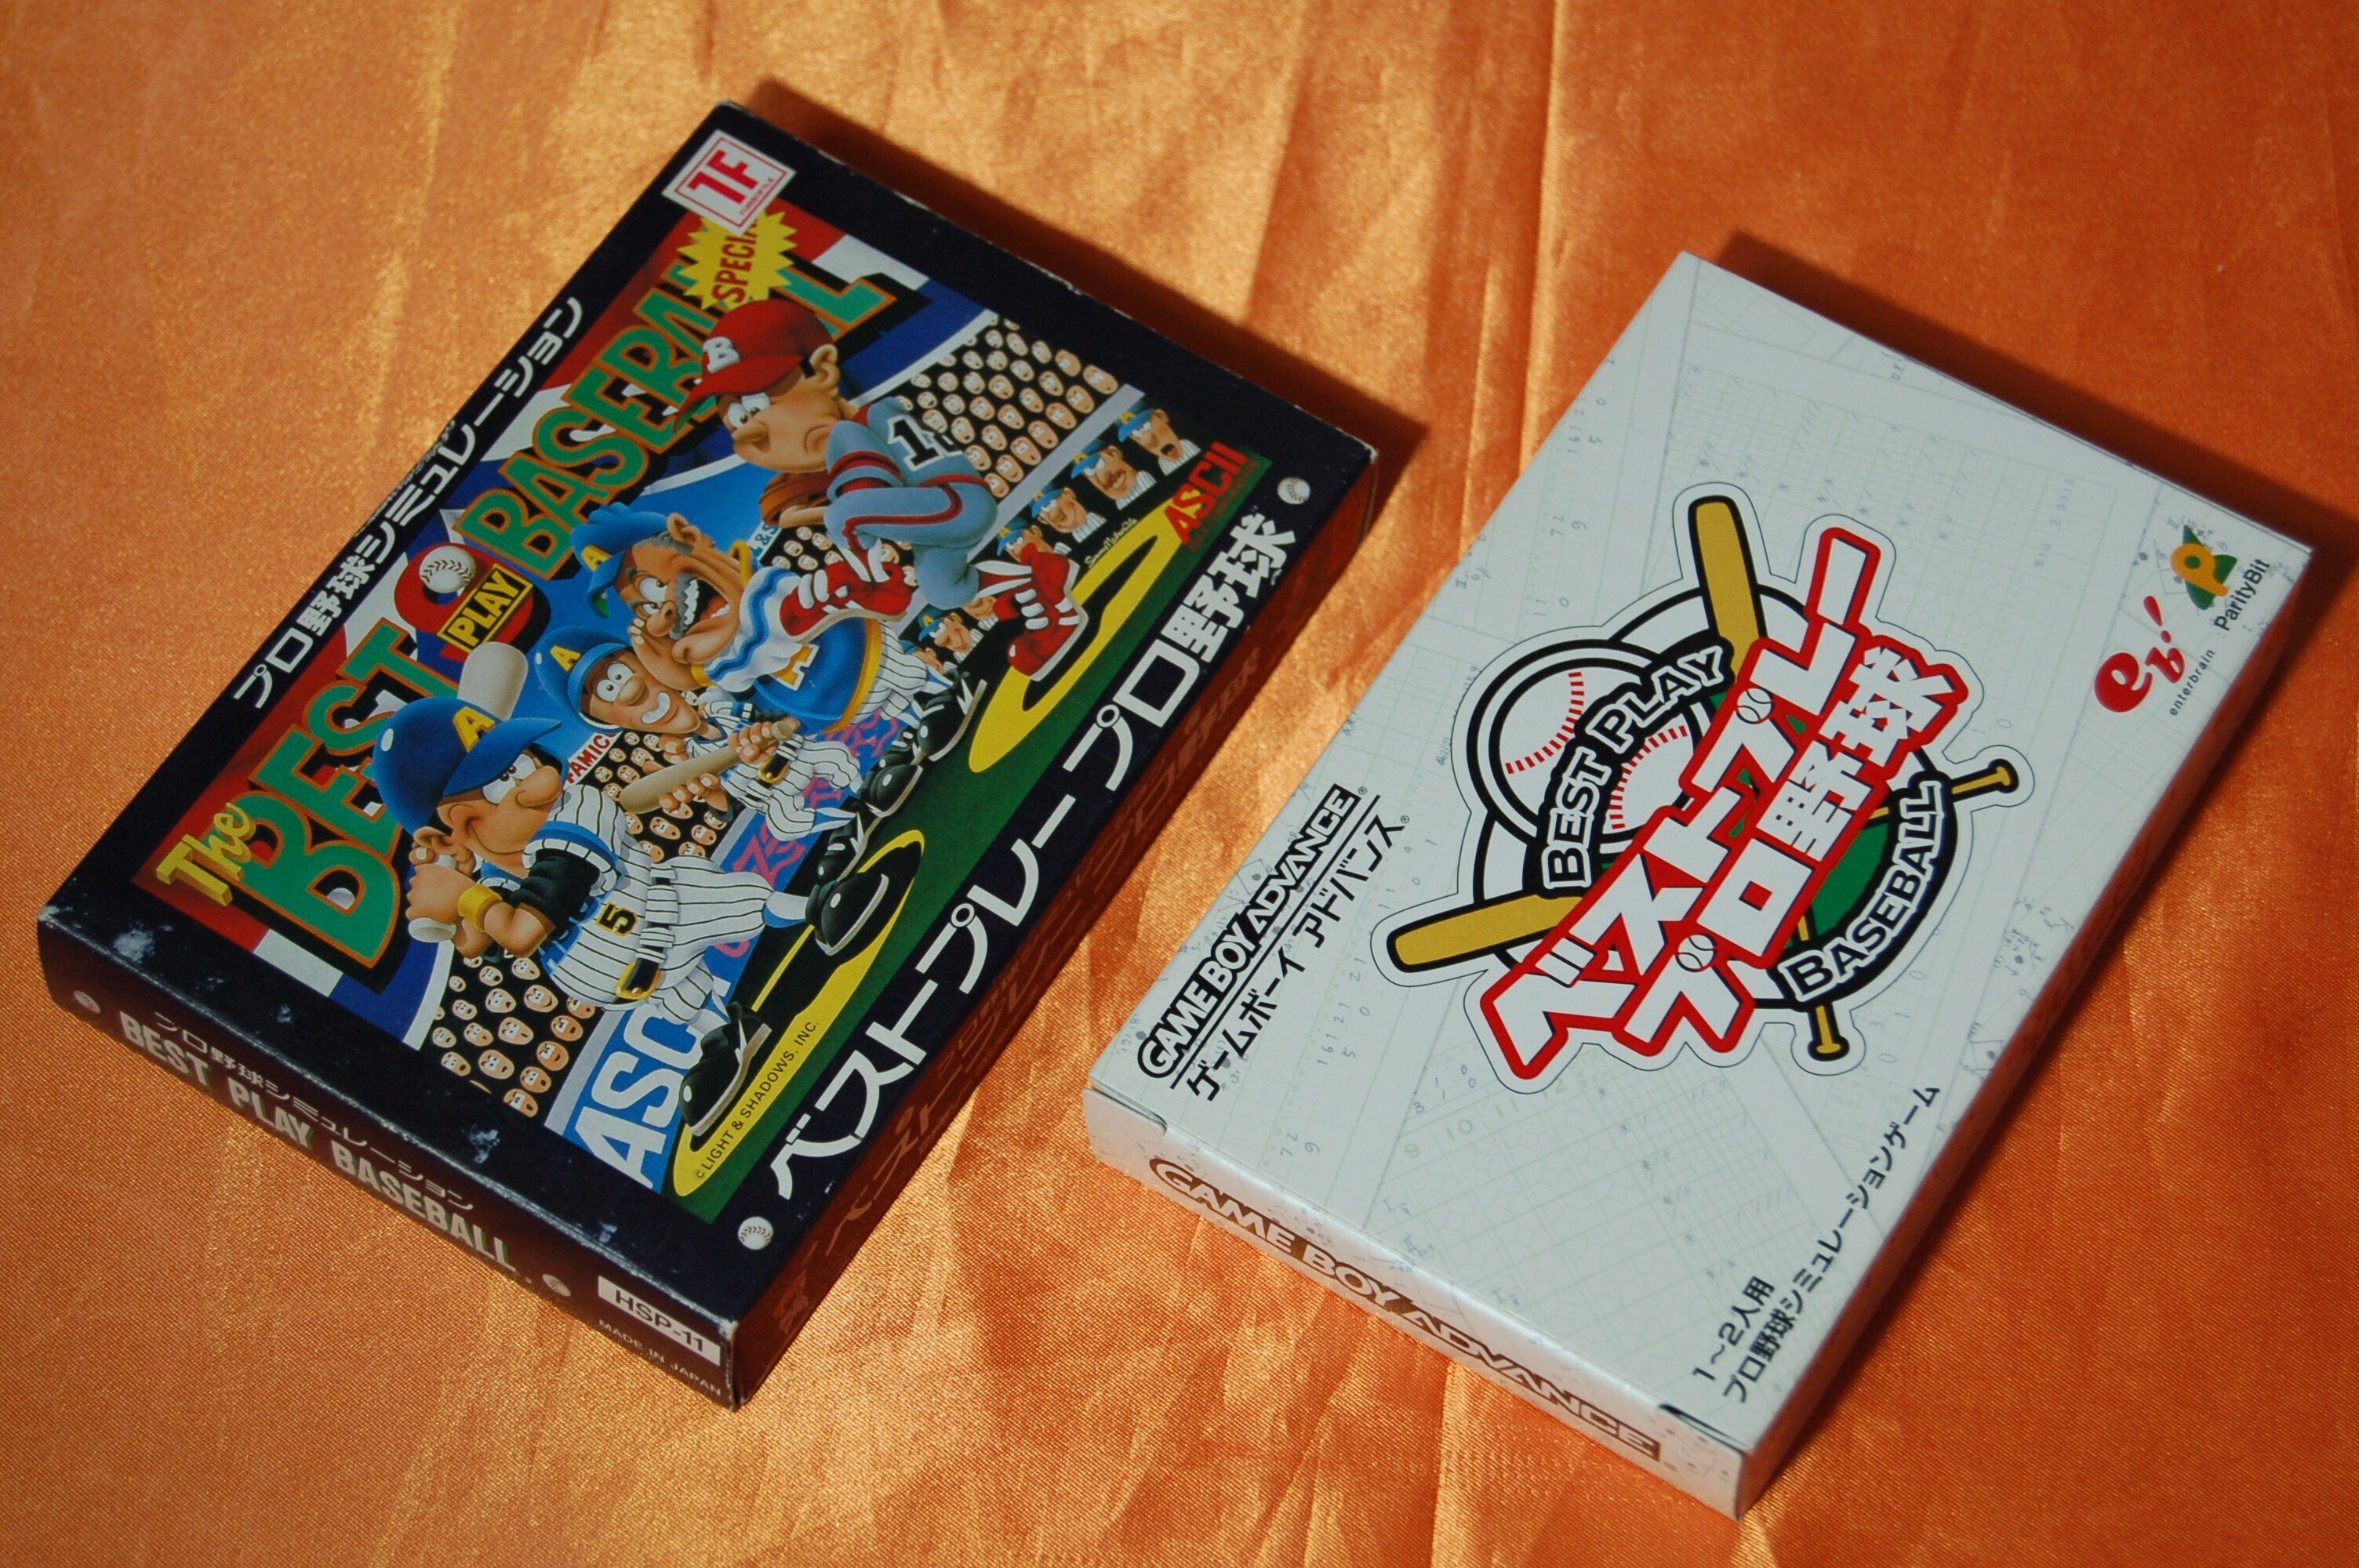 プロ野球シミュレーション
1F
SPECIAL
The
BEST
PLAY
BASEBALL
B
1
A
A
A
5
FAMIC
ASCII
ASCII
©LIGHT & SHADOWS. INC.
ベストプレープロ野球
プロ野球シミュレーション
BEST PLAY BASEBALL.
HSP-11
MADE IN JAPAN
GAME BOY ADVANCE®
ゲームボーイ アドバンス®
BEST PLAY
ベストプレー
プロ野球
BASEBALL
eb!
enterbrain
ParityBit
1〜2人用
プロ野球シミュレーションゲーム
GAME BOY ADVANCE